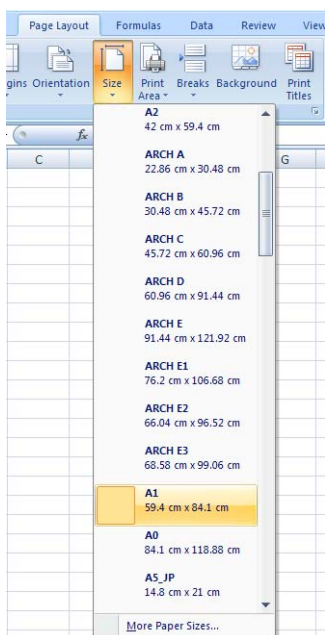 Page Layout Formulas Data Review View
gins Orientation Size Print Area Breaks Background Print Titles
fx
C G
A2
42 cm x 59.4 cm
ARCH A
22.86 cm x 30.48 cm
ARCH B
30.48 cm x 45.72 cm
ARCH C
45.72 cm x 60.96 cm
ARCH D
60.96 cm x 91.44 cm
ARCH E
91.44 cm x 121.92 cm
ARCH E1
76.2 cm x 106.68 cm
ARCH E2
66.04 cm x 96.52 cm
ARCH E3
68.58 cm x 99.06 cm
A1
59.4 cm x 84.1 cm
A0
84.1 cm x 118.88 cm
A5_JP
14.8 cm x 21 cm
More Paper Sizes...